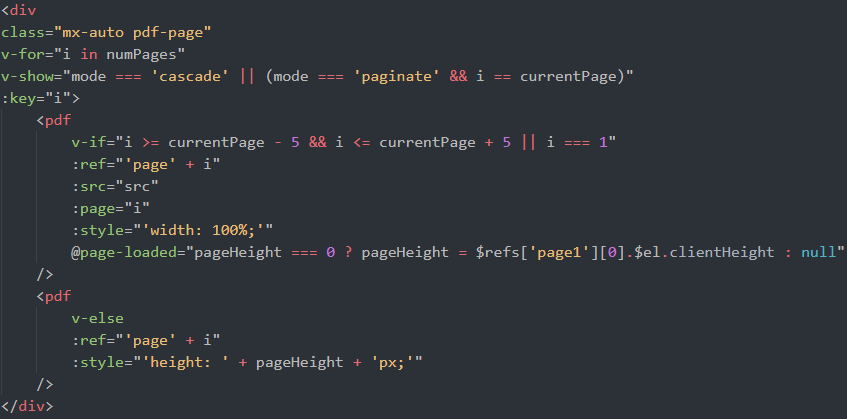 <div
class="mx-auto pdf-page"
v-for="i in numPages"
v-show="mode === 'cascade' || (mode === 'paginate' && i == currentPage)"
:key="i">
    <pdf
        v-if="i >= currentPage - 5 && i <= currentPage + 5 || i === 1"
        :ref="'page' + i"
        :src="src"
        :page="i"
        :style="'width: 100%;'"
        @page-loaded="pageHeight === 0 ? pageHeight = $refs['page1'][0].$el.clientHeight : null"
    />
    <pdf
        v-else
        :ref="'page' + i"
        :style="'height: ' + pageHeight + 'px;'"
    />
</div>